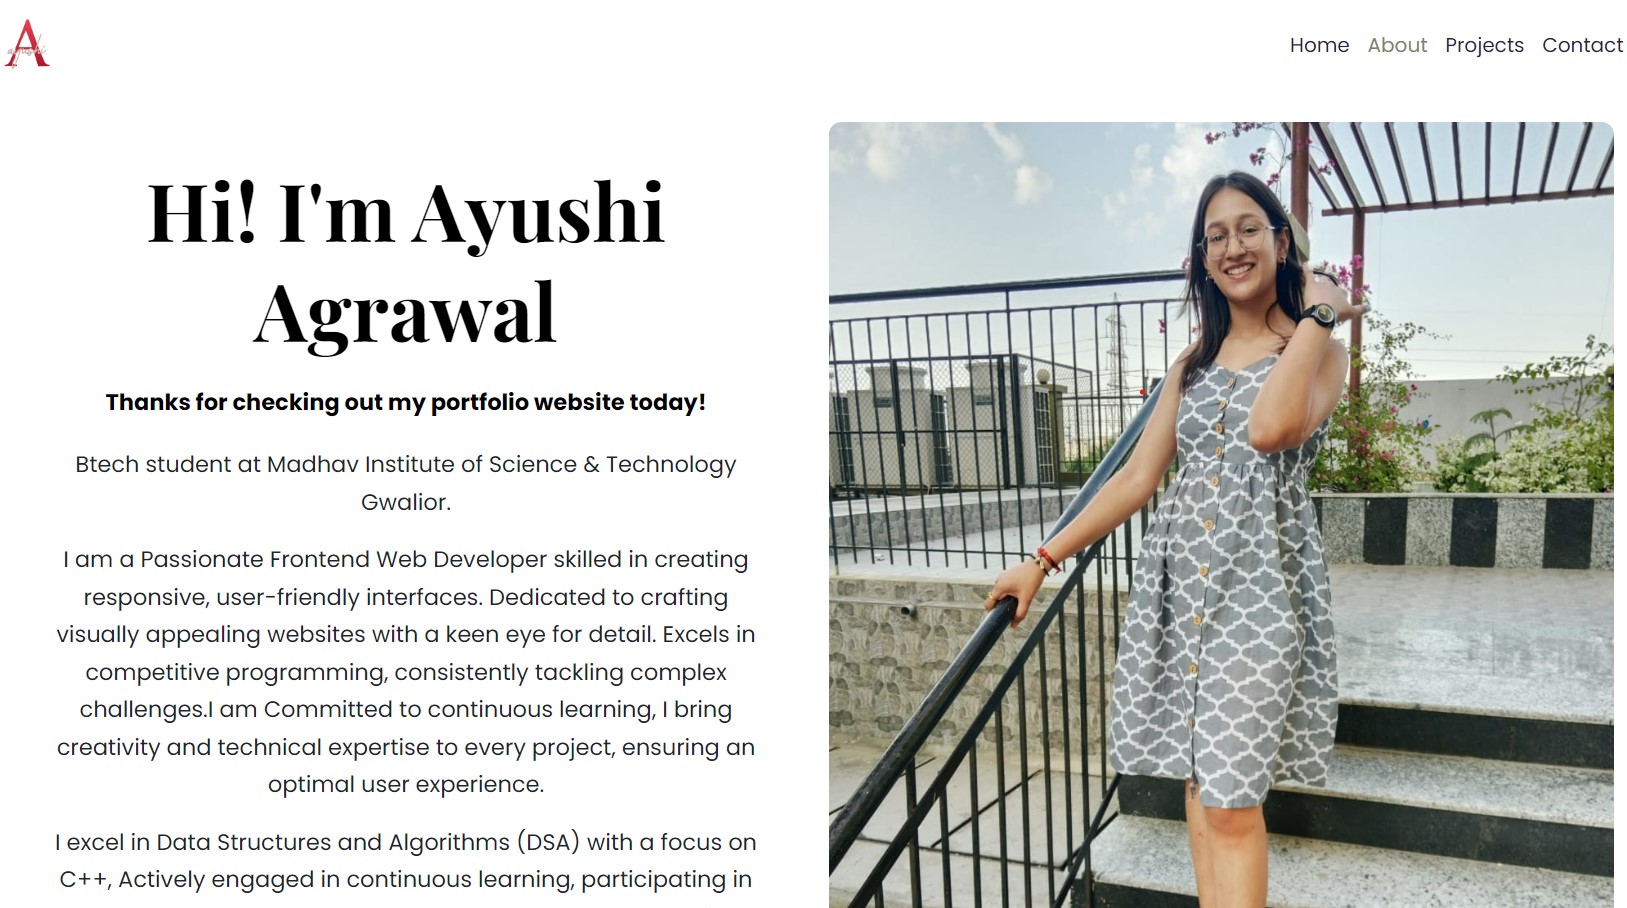 A
ayushi
Home About Projects Contact
Hi! I'm Ayushi
Agrawal
Thanks for checking out my portfolio website today!
Btech student at Madhav Institute of Science & Technology
Gwalior.
I am a Passionate Frontend Web Developer skilled in creating
responsive, user-friendly interfaces. Dedicated to crafting
visually appealing websites with a keen eye for detail. Excels in
competitive programming, consistently tackling complex
challenges.I am Committed to continuous learning, I bring
creativity and technical expertise to every project, ensuring an
optimal user experience.
I excel in Data Structures and Algorithms (DSA) with a focus on
C++, Actively engaged in continuous learning, participating in